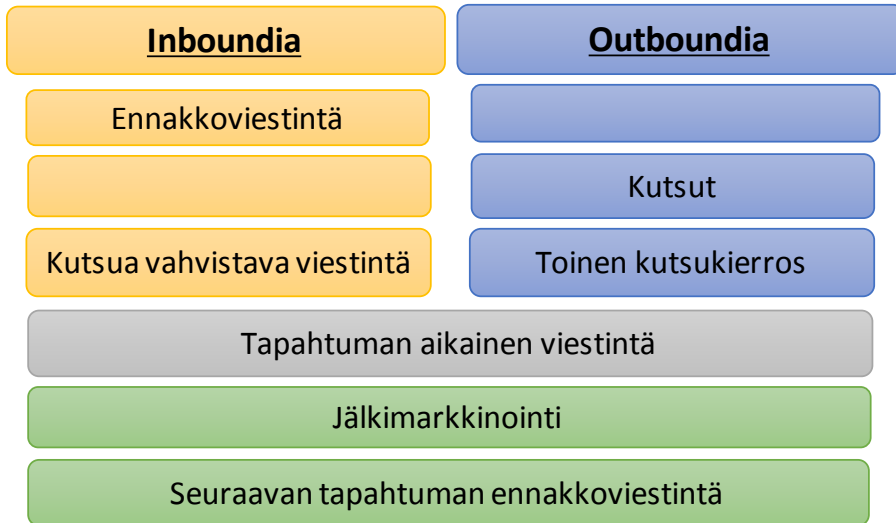 Inboundia
Outboundia
Ennakkoviestintä
Kutsut
Kutsua vahvistava viestintä
Toinen kutsukierros
Tapahtuman aikainen viestintä
Jälkimarkkinointi
Seuraavan tapahtuman ennakkoviestintä